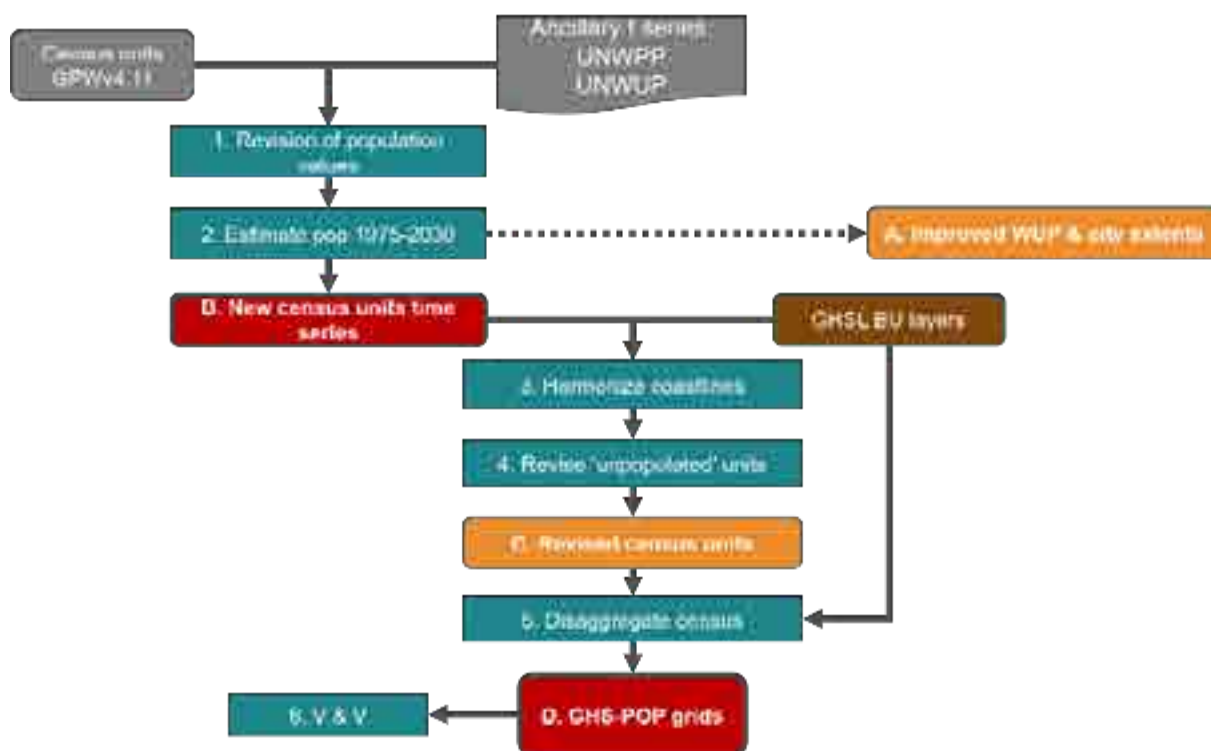 Ancillary t series
UNWPP
UNWUP
Census units
GPWv4.11
1. Revision of population
values
2. Estimate pop 1975-2030
A. Improved WUP & city extents
B. New census units time
series
GHSL BU layers
3. Harmonize coastlines
4. Revise 'unpopulated' units
C. Revised census units
5. Disaggregate census
D. GHS-POP grids
6. V & V